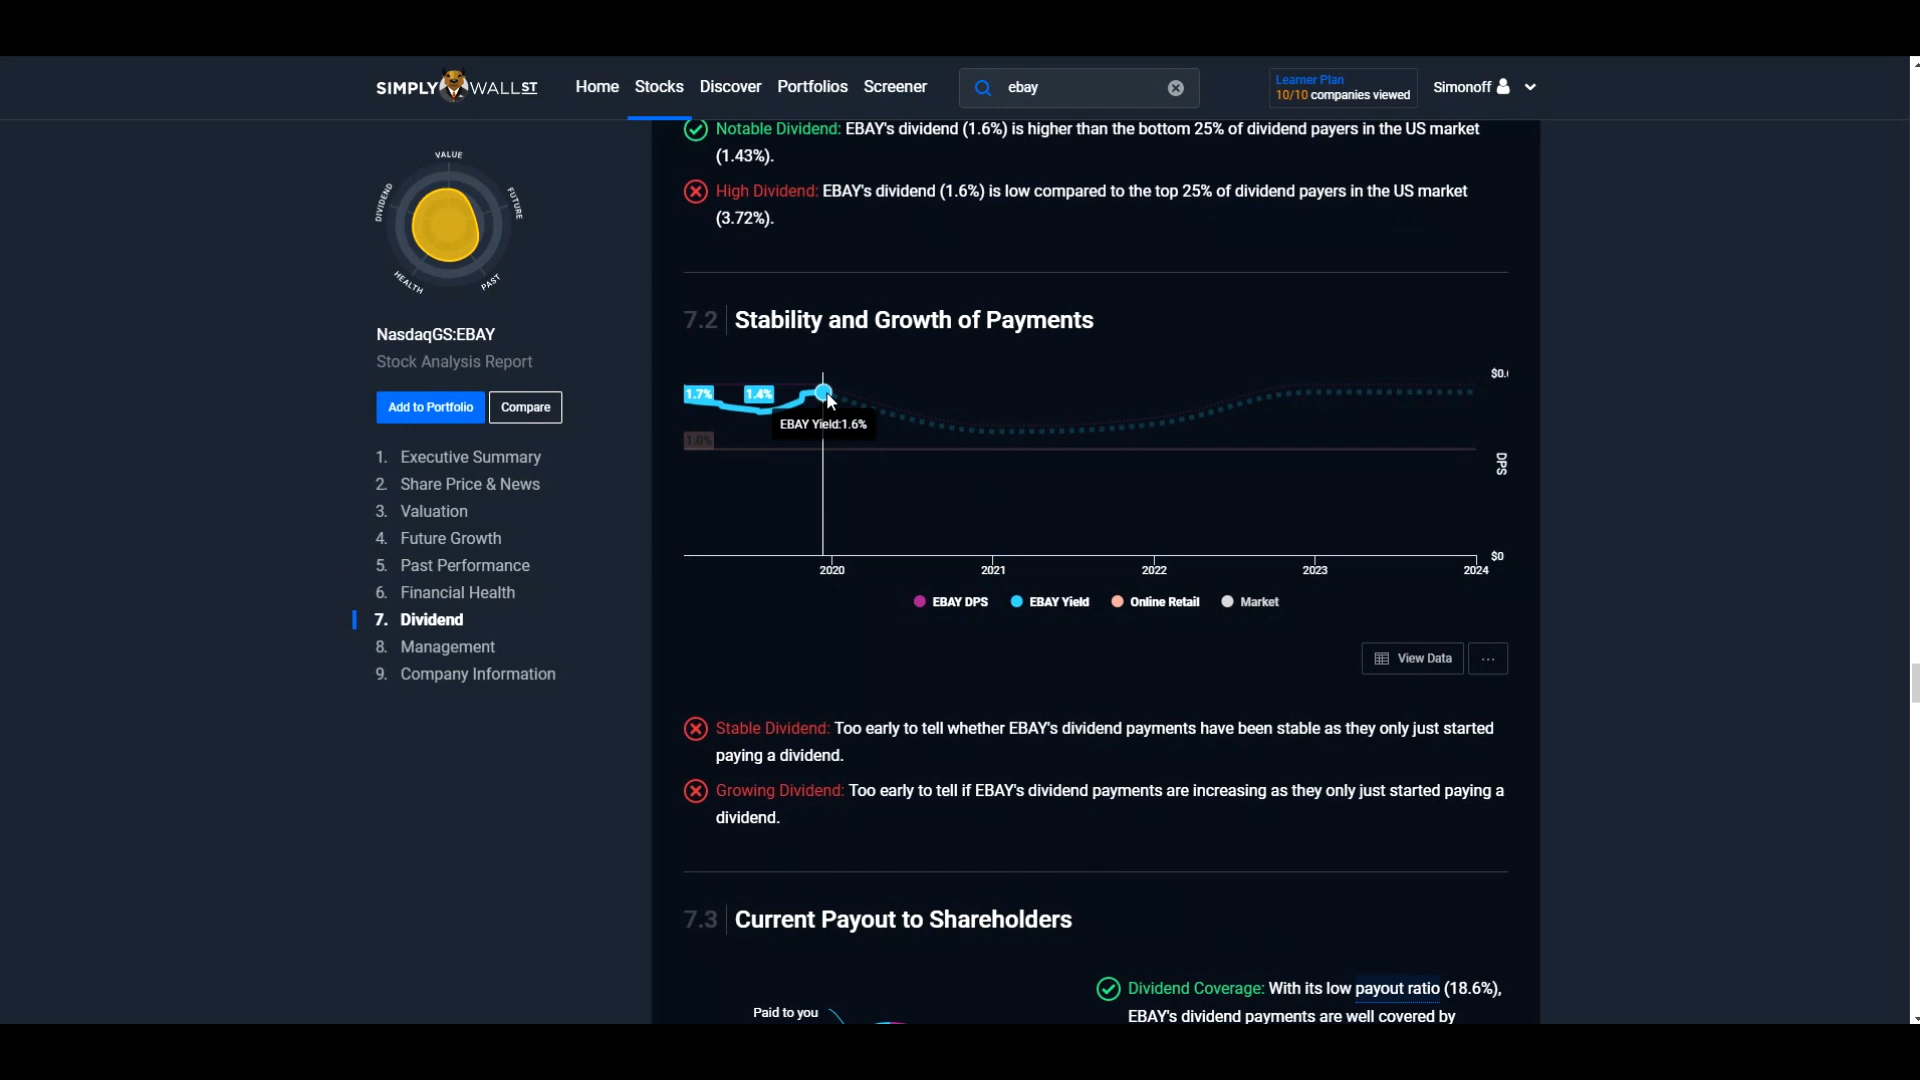 SIMPLY WALLST
Home Stocks Discover Portfolios Screener
ebay
Learner Plan
10/10 companies viewed
Simonoff
VALUE
FUTURE
PAST
HEALTH
DIVIDEND
NasdaqGS:EBAY
Stock Analysis Report
Add to Portfolio
Compare
1. Executive Summary
2. Share Price & News
3. Valuation
4. Future Growth
5. Past Performance
6. Financial Health
7. Dividend
8. Management
9. Company Information
Notable Dividend: EBAY's dividend (1.6%) is higher than the bottom 25% of dividend payers in the US market
(1.43%).
High Dividend: EBAY's dividend (1.6%) is low compared to the top 25% of dividend payers in the US market
(3.72%).
7.2 Stability and Growth of Payments
$0.
1.7% 1.4%
EBAY Yield:1.6%
1.0%
DPS
$0
2020 2021 2022 2023 2024
EBAY DPS EBAY Yield Online Retail Market
View Data ...
Stable Dividend: Too early to tell whether EBAY's dividend payments have been stable as they only just started
paying a dividend.
Growing Dividend: Too early to tell if EBAY's dividend payments are increasing as they only just started paying a
dividend.
7.3 Current Payout to Shareholders
Paid to you
Dividend Coverage: With its low payout ratio (18.6%),
EBAY's dividend payments are well covered by